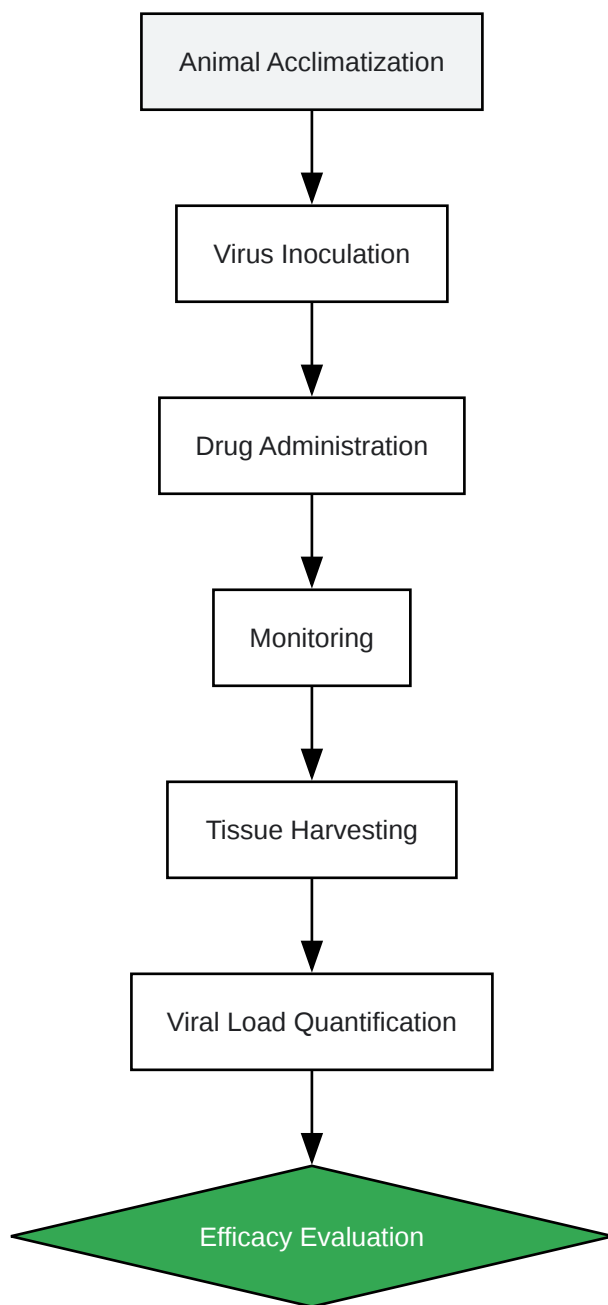 Animal Acclimatization
Virus Inoculation
Drug Administration
Monitoring
Tissue Harvesting
Viral Load Quantification
Efficacy Evaluation